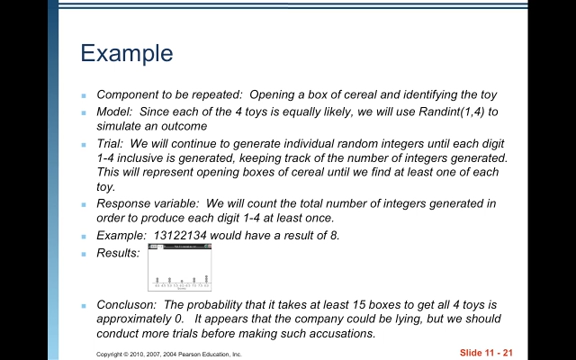 Example
Component to be repeated: Opening a box of cereal and identifying the toy
Model: Since each of the 4 toys is equally likely, we will use Randint(1,4) to
simulate an outcome
Trial: We will continue to generate individual random integers until each digit
1-4 inclusive is generated, keeping track of the number of integers generated.
This will represent opening boxes of cereal until we find at least one of each
toy.
Response variable: We will count the total number of integers generated in
order to produce each digit 1-4 at least once.
Example: 13122134 would have a result of 8.
Results:
Concluson: The probability that it takes at least 15 boxes to get all 4 toys is
approximately 0. It appears that the company could be lying, but we should
conduct more trials before making such accusations.
Copyright © 2010, 2007, 2004 Pearson Education, Inc.
Slide 11 - 21